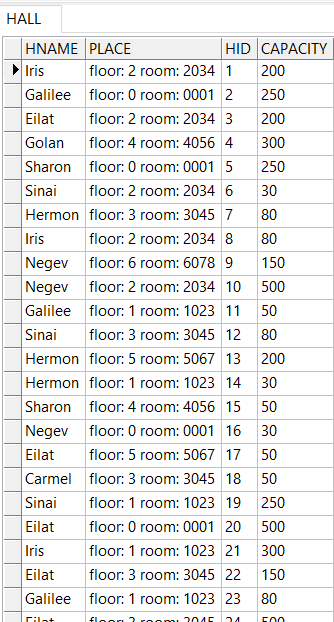 HALL
HNAME PLACE HID CAPACITY
Iris floor: 2 room: 2034 1 200
Galilee floor: 0 room: 0001 2 250
Eilat floor: 2 room: 2034 3 200
Golan floor: 4 room: 4056 4 300
Sharon floor: 0 room: 0001 5 250
Sinai floor: 2 room: 2034 6 30
Hermon floor: 3 room: 3045 7 80
Iris floor: 2 room: 2034 8 80
Negev floor: 6 room: 6078 9 150
Negev floor: 2 room: 2034 10 500
Galilee floor: 1 room: 1023 11 50
Sinai floor: 3 room: 3045 12 80
Hermon floor: 5 room: 5067 13 200
Hermon floor: 1 room: 1023 14 30
Sharon floor: 4 room: 4056 15 50
Negev floor: 0 room: 0001 16 30
Eilat floor: 5 room: 5067 17 50
Carmel floor: 3 room: 3045 18 50
Sinai floor: 1 room: 1023 19 250
Eilat floor: 0 room: 0001 20 500
Iris floor: 1 room: 1023 21 300
Eilat floor: 3 room: 3045 22 150
Galilee floor: 1 room: 1023 23 80
Eilat floor: 3 room: 3045 24 500